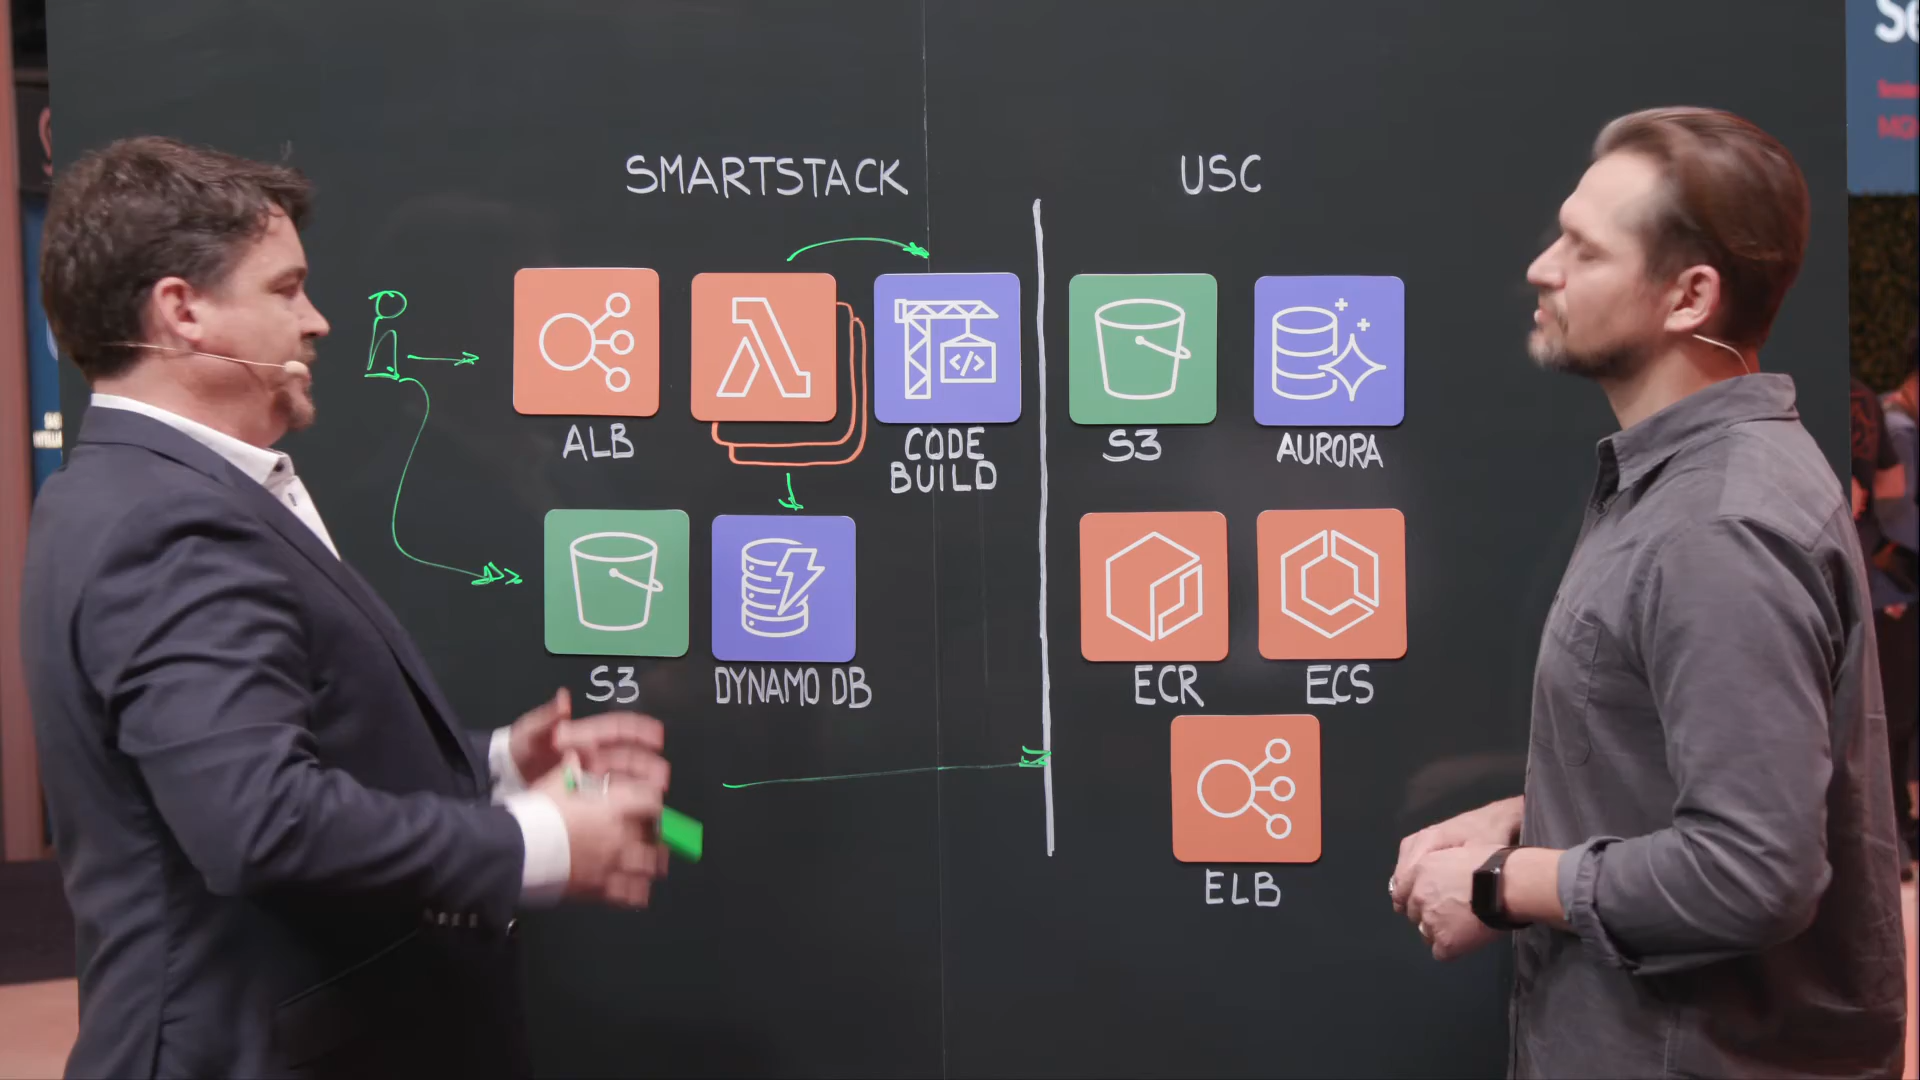 SMARTSTACK
USC
ALB
CODE
BUILD
S3
AURORA
</>
S3
DYNAMO DB
ECR
ECS
ELB